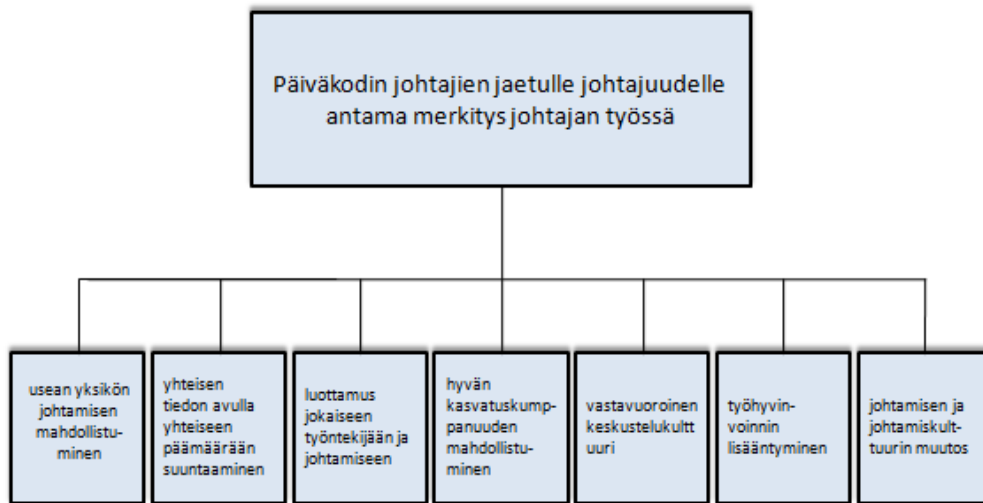 Päiväkodin johtajien jaetulle johtajuudelle
antama merkitys johtajan työssä
usean yksikön
johtamisen
mahdollistu-
minen
yhteisen
tiedon avulla
yhteiseen
päämäärään
suuntaaminen
luottamus
jokaiseen
työntekijään ja
johtamiseen
hyvän
kasvatuskump-
panuuden
mahdollistu-
minen
vastavuoroinen
keskustelukultt
uuri
työhyvin-
voinnin
lisääntyminen
johtamisen ja
johtamiskult-
tuurin muutos